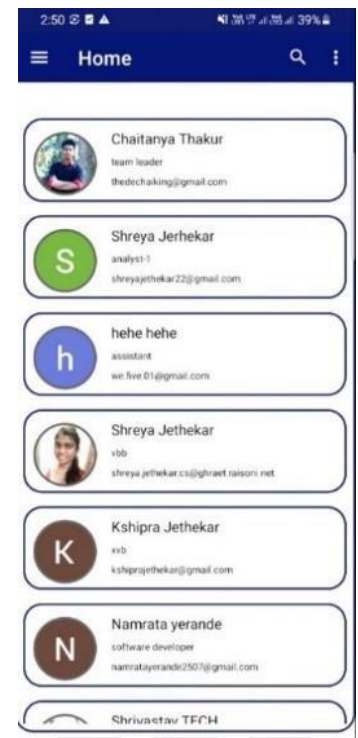 2:50
39%
Home
Chaitanya Thakur
team leader
thedechaiking@gmail.com
S
Shreya Jerhekar
analyst-1
shreyajethekar22@gmail.com
h
hehe hehe
assistant
we.five.01@gmail.com
Shreya Jethekar
vbb
shreya.jethekar.cs@ghraet.raisoni.net
K
Kshipra Jethekar
kshiprajethekar@gmail.com
N
Namrata yerande
software developer
namratayerande2507@gmail.com
Shrivastav TECH